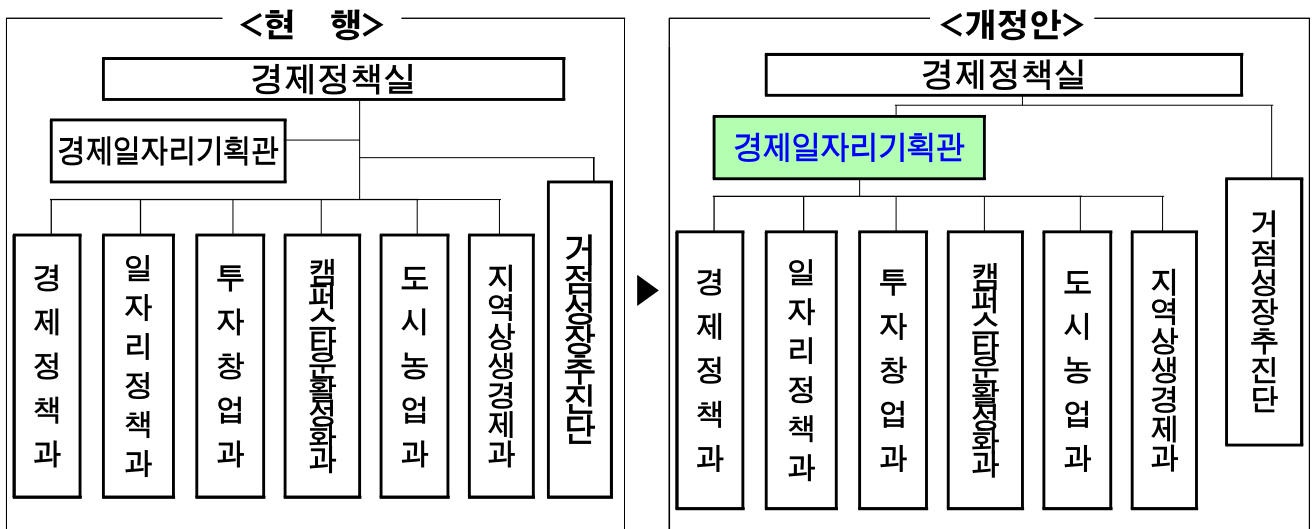 <현 행>
경제정책실
경제일자리기획관
경제정책과
일자리정책과
투자창업과
캠퍼스타운활성화과
도시농업과
지역상생경제과
거점성장추진단
▶
<개정안>
경제정책실
경제일자리기획관
경제정책과
일자리정책과
투자창업과
캠퍼스타운활성화과
도시농업과
지역상생경제과
거점성장추진단